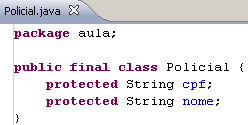 Policial.java
package aula;
public final class Policial {
protected String cpf;
protected String nome;
}